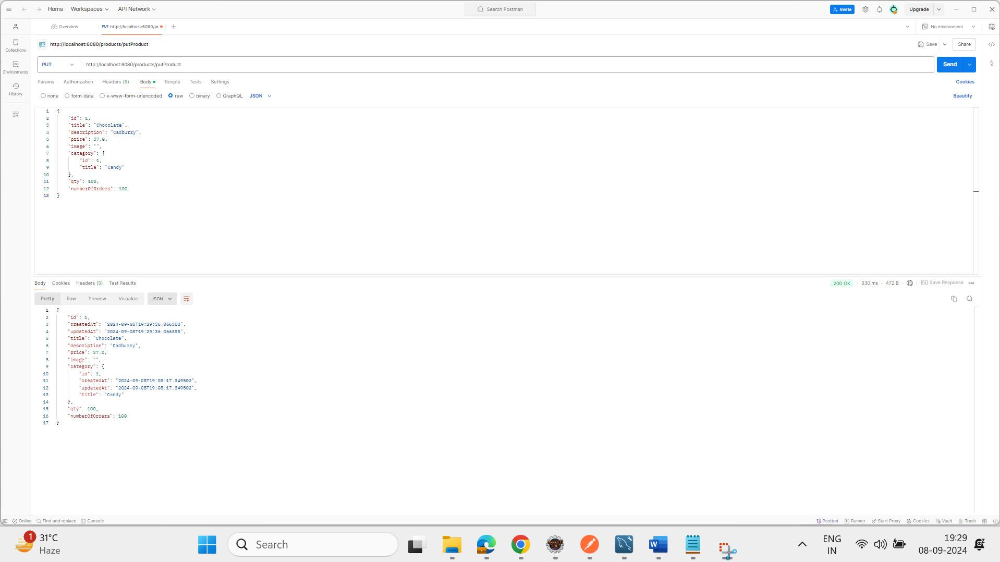 Home Workspaces API Network Search Postman Invite Upgrade
Overview PUT http://localhost:6080/pr No environment
HTTP http://localhost:6080/products/putProduct Save Share
Collections
PUT http://localhost:6080/products/putProduct Send
Environments
Params Authorization Headers (9) Body Scripts Tests Settings Cookies
History
none form-data x-www-form-urlencoded raw binary GraphQL JSON Beautify
1 {
2 "id": 1,
3 "title": "Chocolate",
4 "description": "Cadburry",
5 "price": 37.0,
6 "image": "",
7 "category": {
8 "id": 1,
9 "title": "Candy"
10 },
11 "qty": 100,
12 "numberOfOrders": 100
13 }
Body Cookies Headers (5) Test Results 200 OK 330 ms 472 B Save Response
Pretty Raw Preview Visualize JSON
1 {
2 "id": 1,
3 "createdAt": "2024-09-08T19:29:36.066388",
4 "updatedAt": "2024-09-08T19:29:36.066388",
5 "title": "Chocolate",
6 "description": "Cadburry",
7 "price": 37.0,
8 "image": "",
9 "category": {
10 "id": 1,
11 "createdAt": "2024-09-08T19:08:17.349502",
12 "updatedAt": "2024-09-08T19:08:17.349502",
13 "title": "Candy"
14 },
15 "qty": 100,
16 "numberOfOrders": 100
17 }
Online Find and replace Console Postbot Runner Start Proxy Cookies Vault Trash
1 31°C Search Java EE IDE W ENG 19:29
Haze IN 08-09-2024